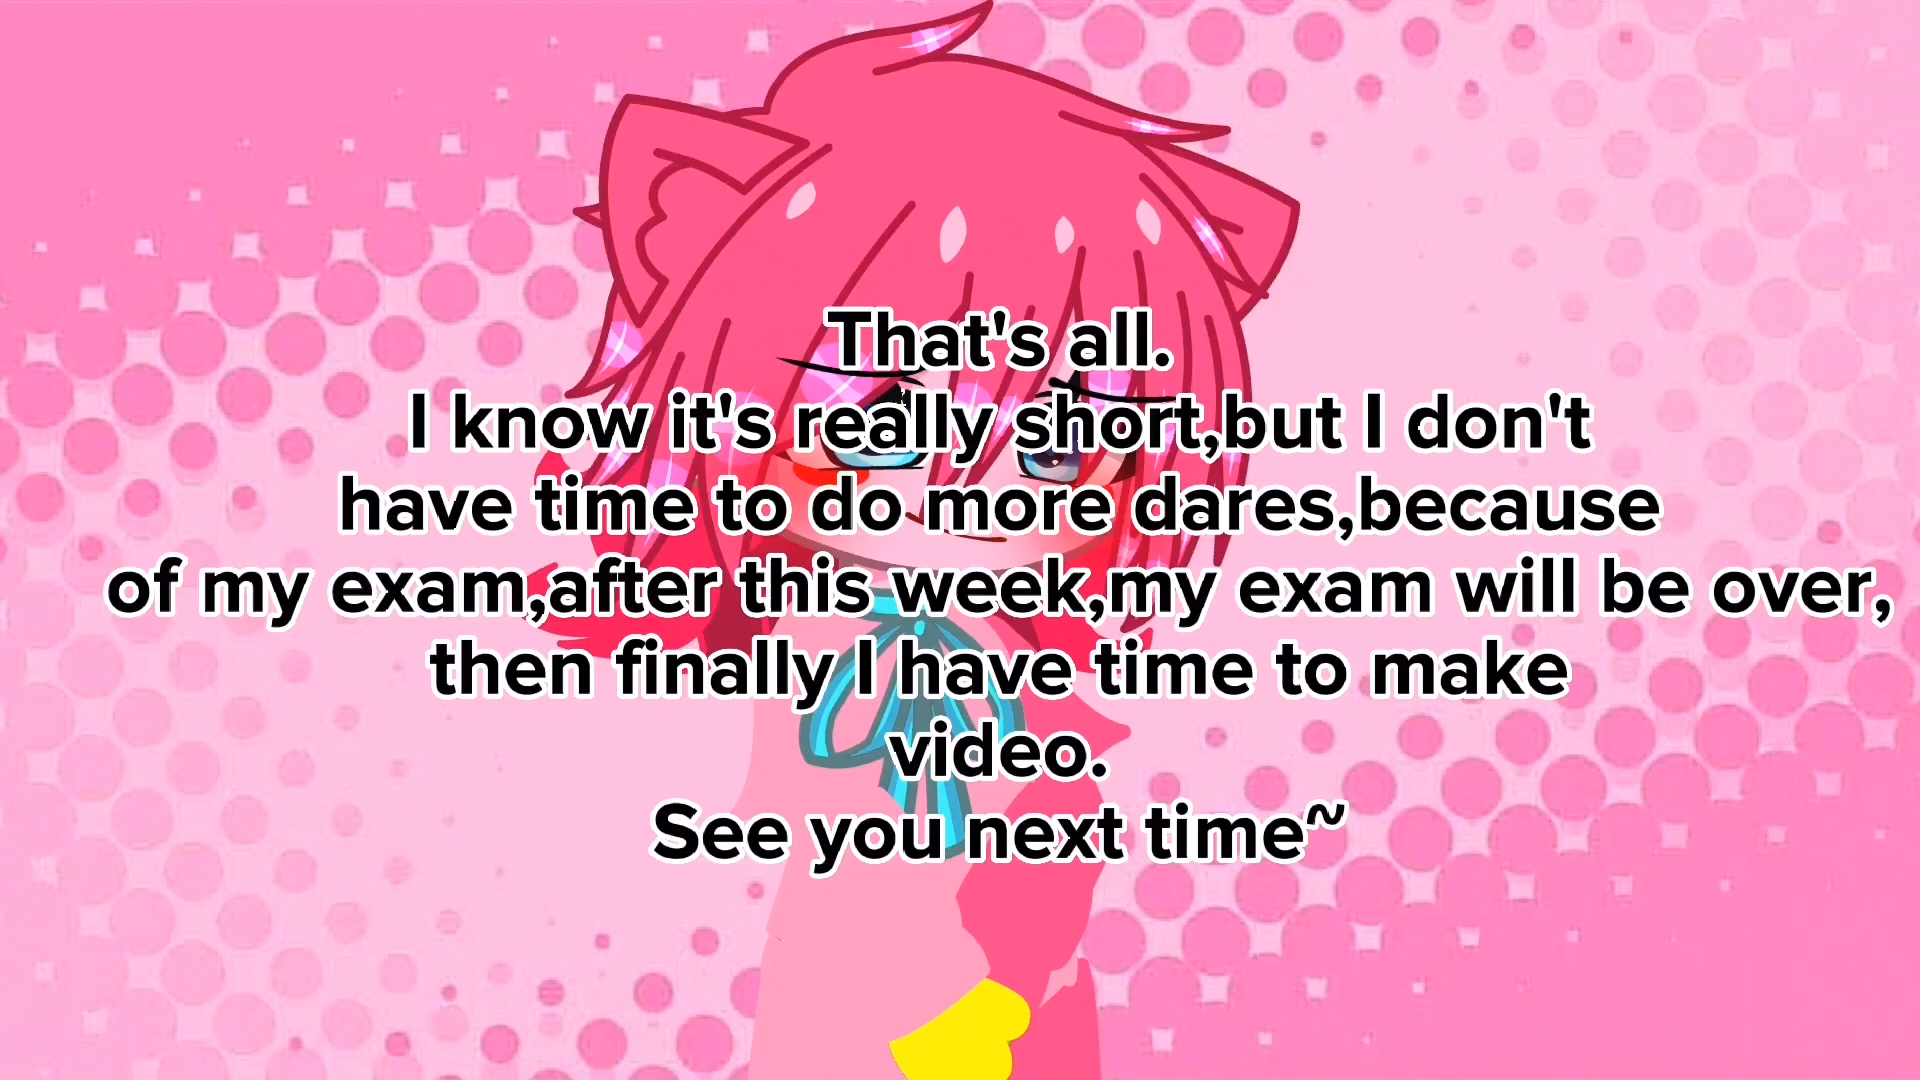 That's all.
I know it's really short,but I don't
have time to do more dares,because
of my exam,after this week,my exam will be over,
then finally I have time to make
video.
See you next time~